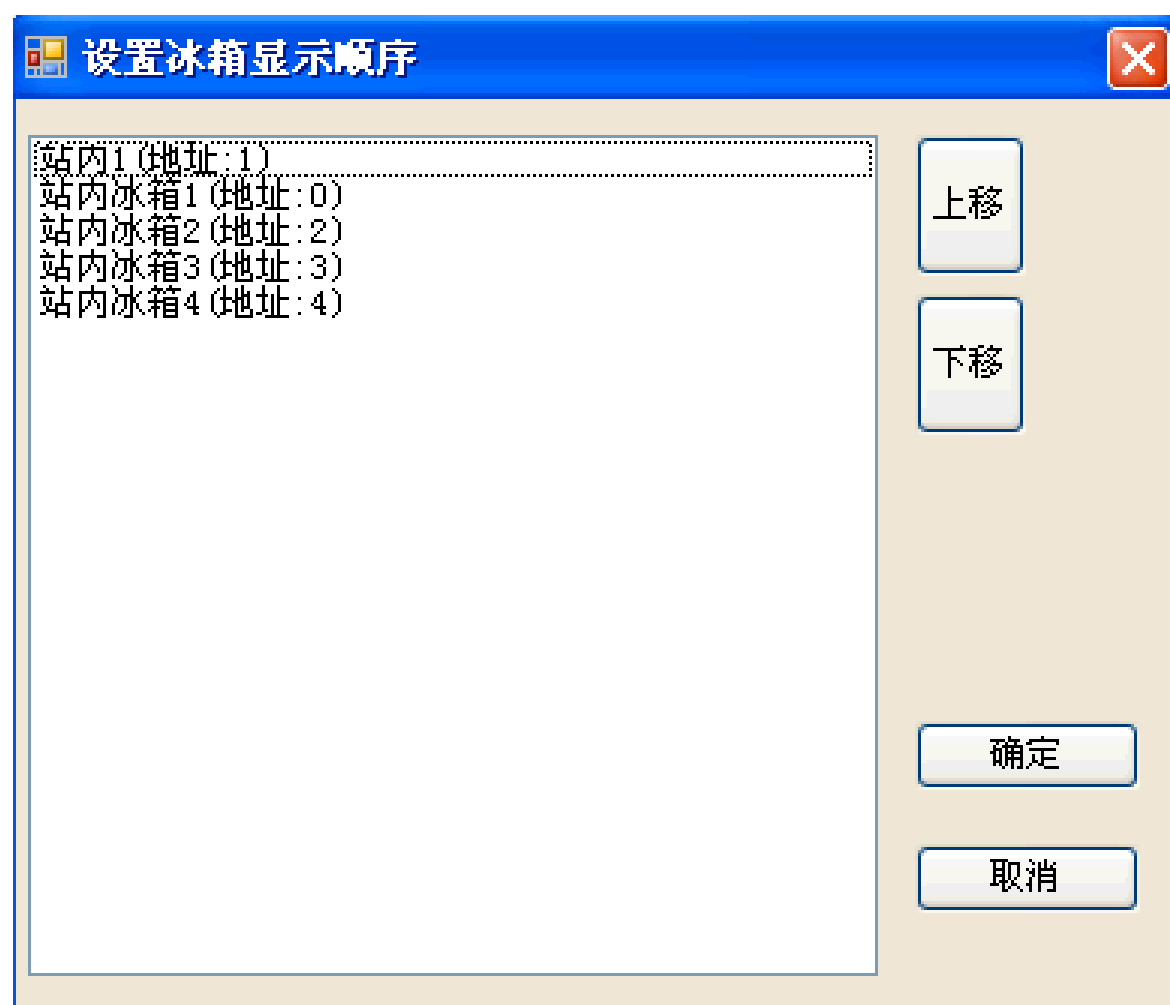 设置冰箱显示顺序
站内1(地址:1)
站内冰箱1(地址:0)
站内冰箱2(地址:2)
站内冰箱3(地址:3)
站内冰箱4(地址:4)
上移
下移
确定
取消